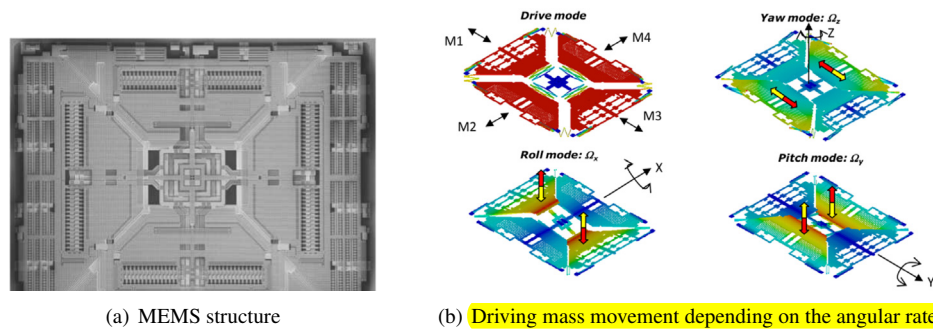 Drive mode
Yaw mode: Ωz
Z
M1
M4
M2
M3
Roll mode: Ωx
Pitch mode: Ωy
X
Y
(a) MEMS structure
(b) Driving mass movement depending on the angular rate